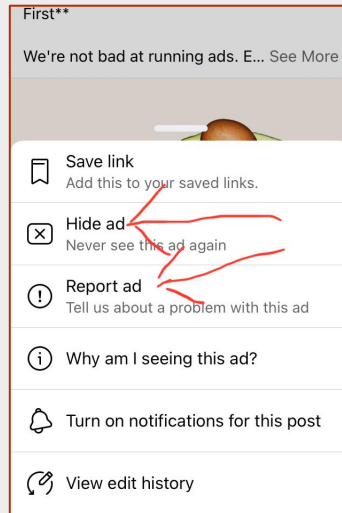 First**
We're not bad at running ads. E... See More
Save link
Add this to your saved links.
Hide ad
Never see this ad again
Report ad
Tell us about a problem with this ad
Why am I seeing this ad?
Turn on notifications for this post
View edit history